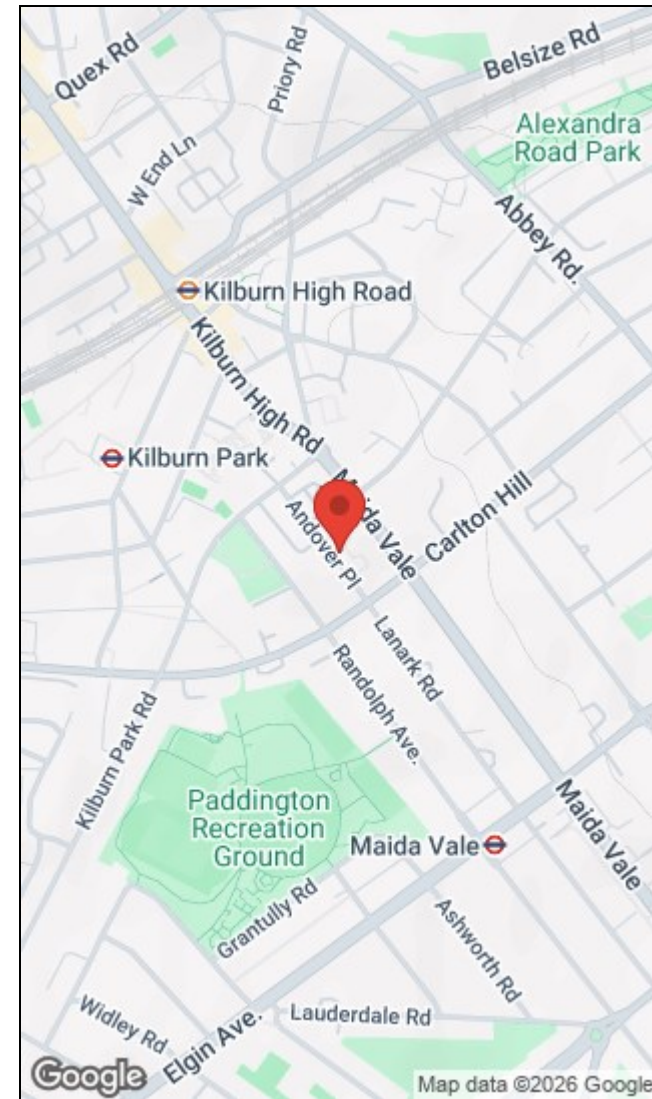 Quex Rd
Priory Rd
Belsize Rd
W End Ln
Alexandra
Road Park
Abbey Rd.
Kilburn High Road
Kilburn High Rd
Kilburn Park
Maida Vale
Carlton Hill
Andover Pl
Lanark Rd
Randolph Ave.
Kilburn Park Rd
Paddington
Recreation
Ground
Maida Vale
Maida Vale
Grantully Rd
Ashworth Rd
Widley Rd
Elgin Ave.
Lauderdale Rd
Google
Map data ©2026 Google